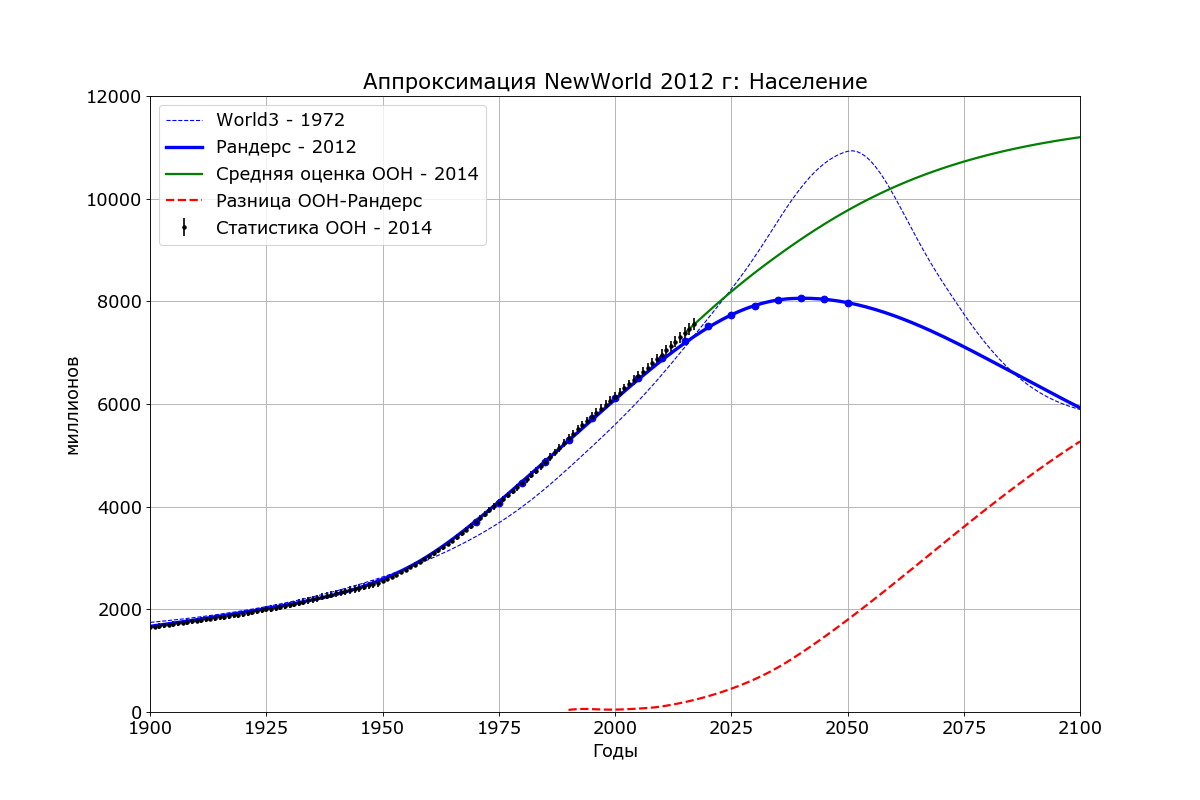 Аппроксимация NewWorld 2012 г: Население
12000
10000
8000
6000
4000
2000
0
миллионов
World3 - 1972
Рандерс - 2012
Средняя оценка ООН - 2014
Разница ООН-Рандерс
Статистика ООН - 2014
1900 1925 1950 1975 2000 2025 2050 2075 2100
Годы